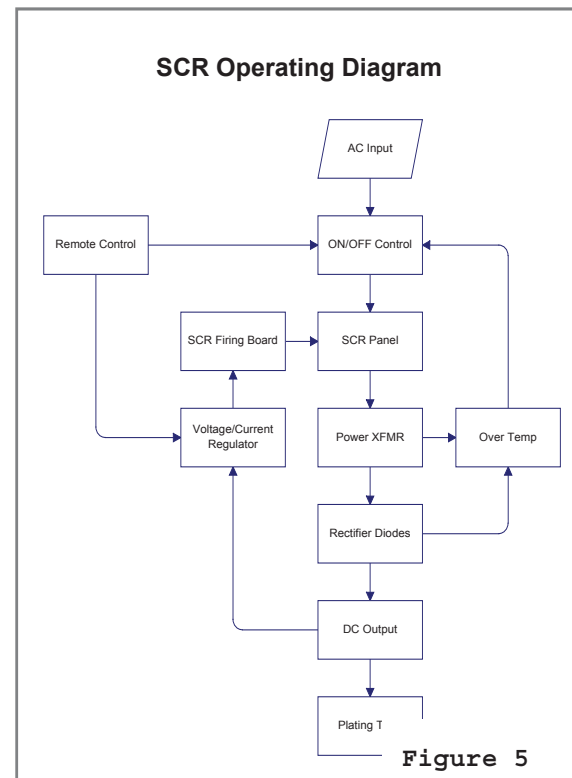 SCR Operating Diagram
AC Input
Remote Control
ON/OFF Control
SCR Firing Board
SCR Panel
Voltage/Current
Regulator
Power XFMR
Over Temp
Rectifier Diodes
DC Output
Plating T
Figure 5